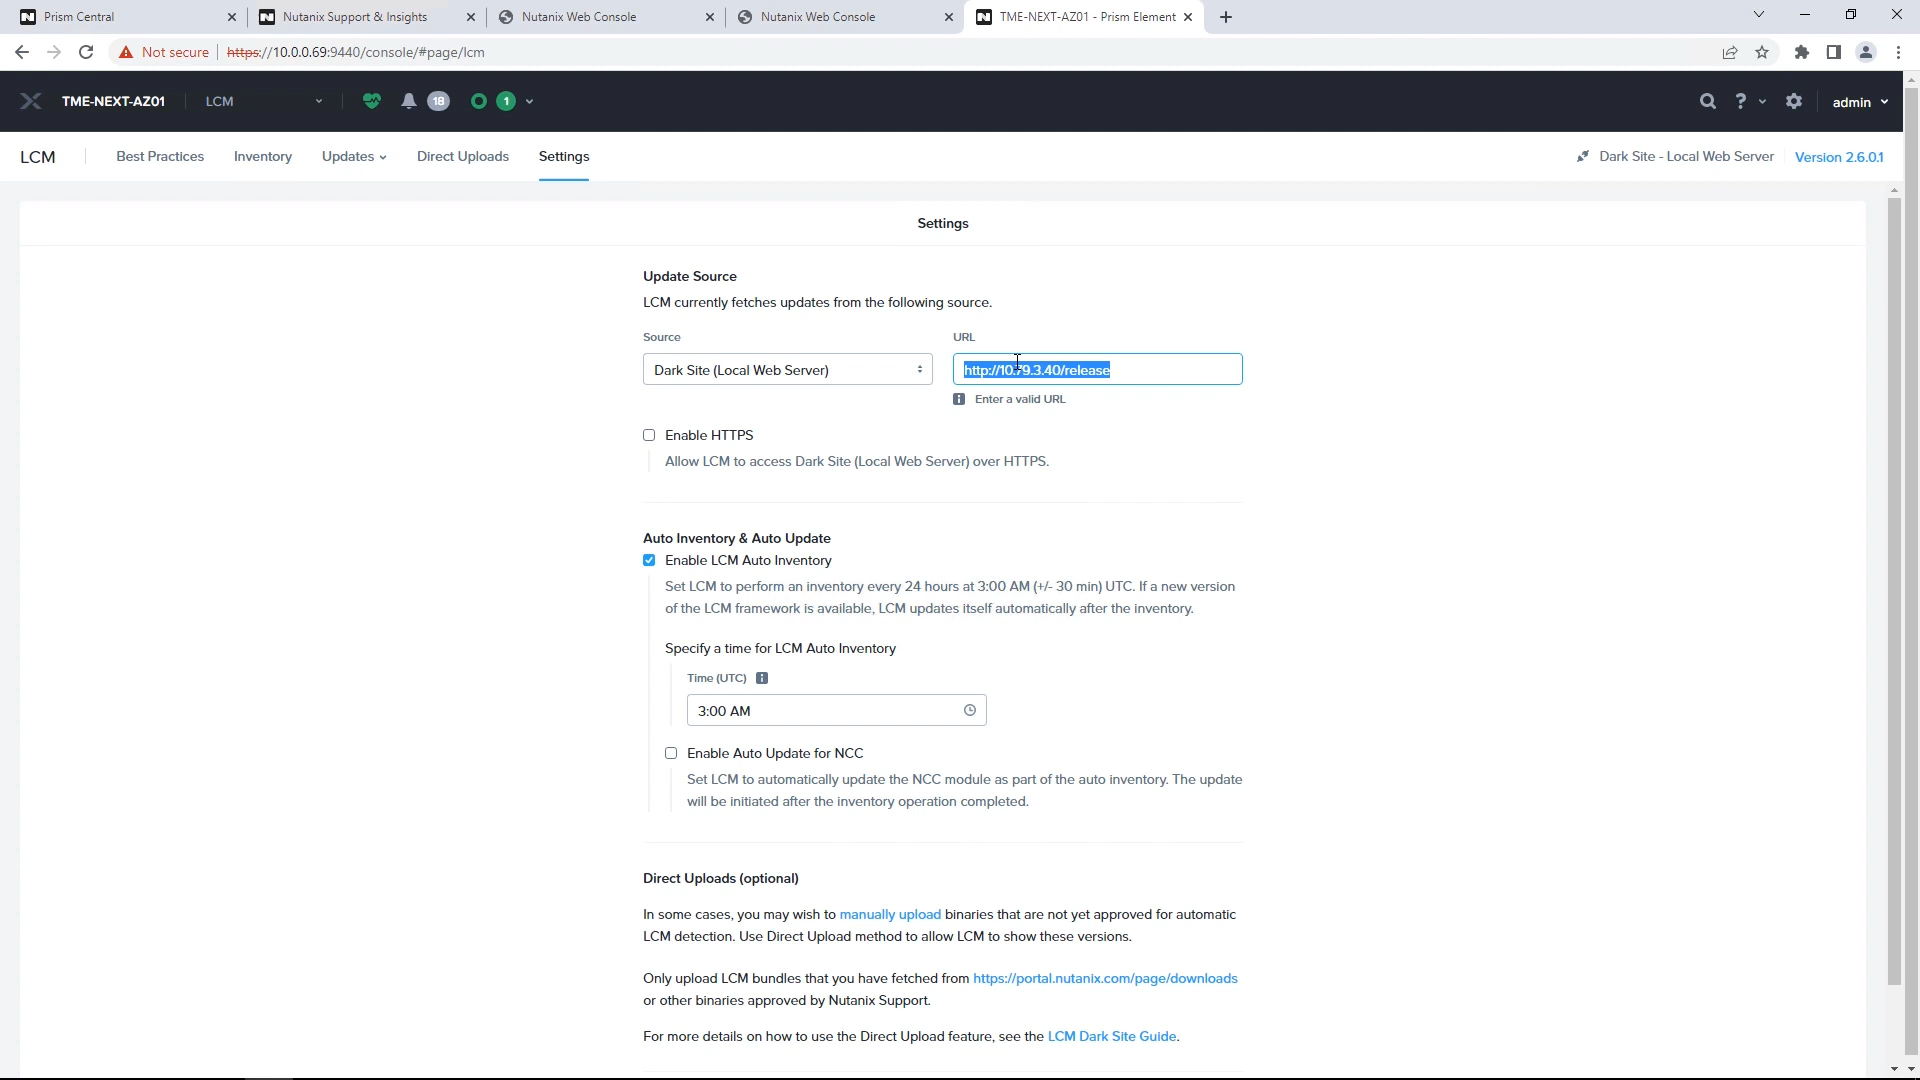 Prism Central
Nutanix Support & Insights
Nutanix Web Console
Nutanix Web Console
TME-NEXT-AZ01 - Prism Element
Not secure
https://10.0.0.69:9440/console/#page/lcm
TME-NEXT-AZ01
LCM
18
1
?
admin
LCM
Best Practices
Inventory
Updates
Direct Uploads
Settings
Dark Site - Local Web Server
Version 2.6.0.1
Settings
Update Source
LCM currently fetches updates from the following source.
Source
URL
Dark Site (Local Web Server)
http://10.79.3.40/release
Enter a valid URL
Enable HTTPS
Allow LCM to access Dark Site (Local Web Server) over HTTPS.
Auto Inventory & Auto Update
Enable LCM Auto Inventory
Set LCM to perform an inventory every 24 hours at 3:00 AM (+/- 30 min) UTC. If a new version
of the LCM framework is available, LCM updates itself automatically after the inventory.
Specify a time for LCM Auto Inventory
Time (UTC)
3:00 AM
Enable Auto Update for NCC
Set LCM to automatically update the NCC module as part of the auto inventory. The update
will be initiated after the inventory operation completed.
Direct Uploads (optional)
In some cases, you may wish to manually upload binaries that are not yet approved for automatic
LCM detection. Use Direct Upload method to allow LCM to show these versions.
Only upload LCM bundles that you have fetched from https://portal.nutanix.com/page/downloads
or other binaries approved by Nutanix Support.
For more details on how to use the Direct Upload feature, see the LCM Dark Site Guide.